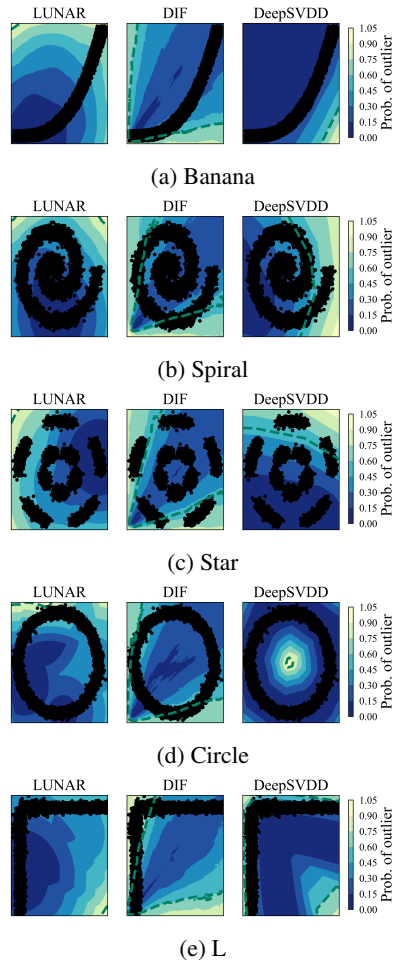 LUNAR DIF DeepSVDD
1.05
0.90
0.75
0.60
0.45
0.30
0.15
0.00
Prob. of outlier
(a) Banana
LUNAR DIF DeepSVDD
1.05
0.90
0.75
0.60
0.45
0.30
0.15
0.00
Prob. of outlier
(b) Spiral
LUNAR DIF DeepSVDD
1.05
0.90
0.75
0.60
0.45
0.30
0.15
0.00
Prob. of outlier
(c) Star
LUNAR DIF DeepSVDD
1.05
0.90
0.75
0.60
0.45
0.30
0.15
0.00
Prob. of outlier
(d) Circle
LUNAR DIF DeepSVDD
1.05
0.90
0.75
0.60
0.45
0.30
0.15
0.00
Prob. of outlier
(e) L